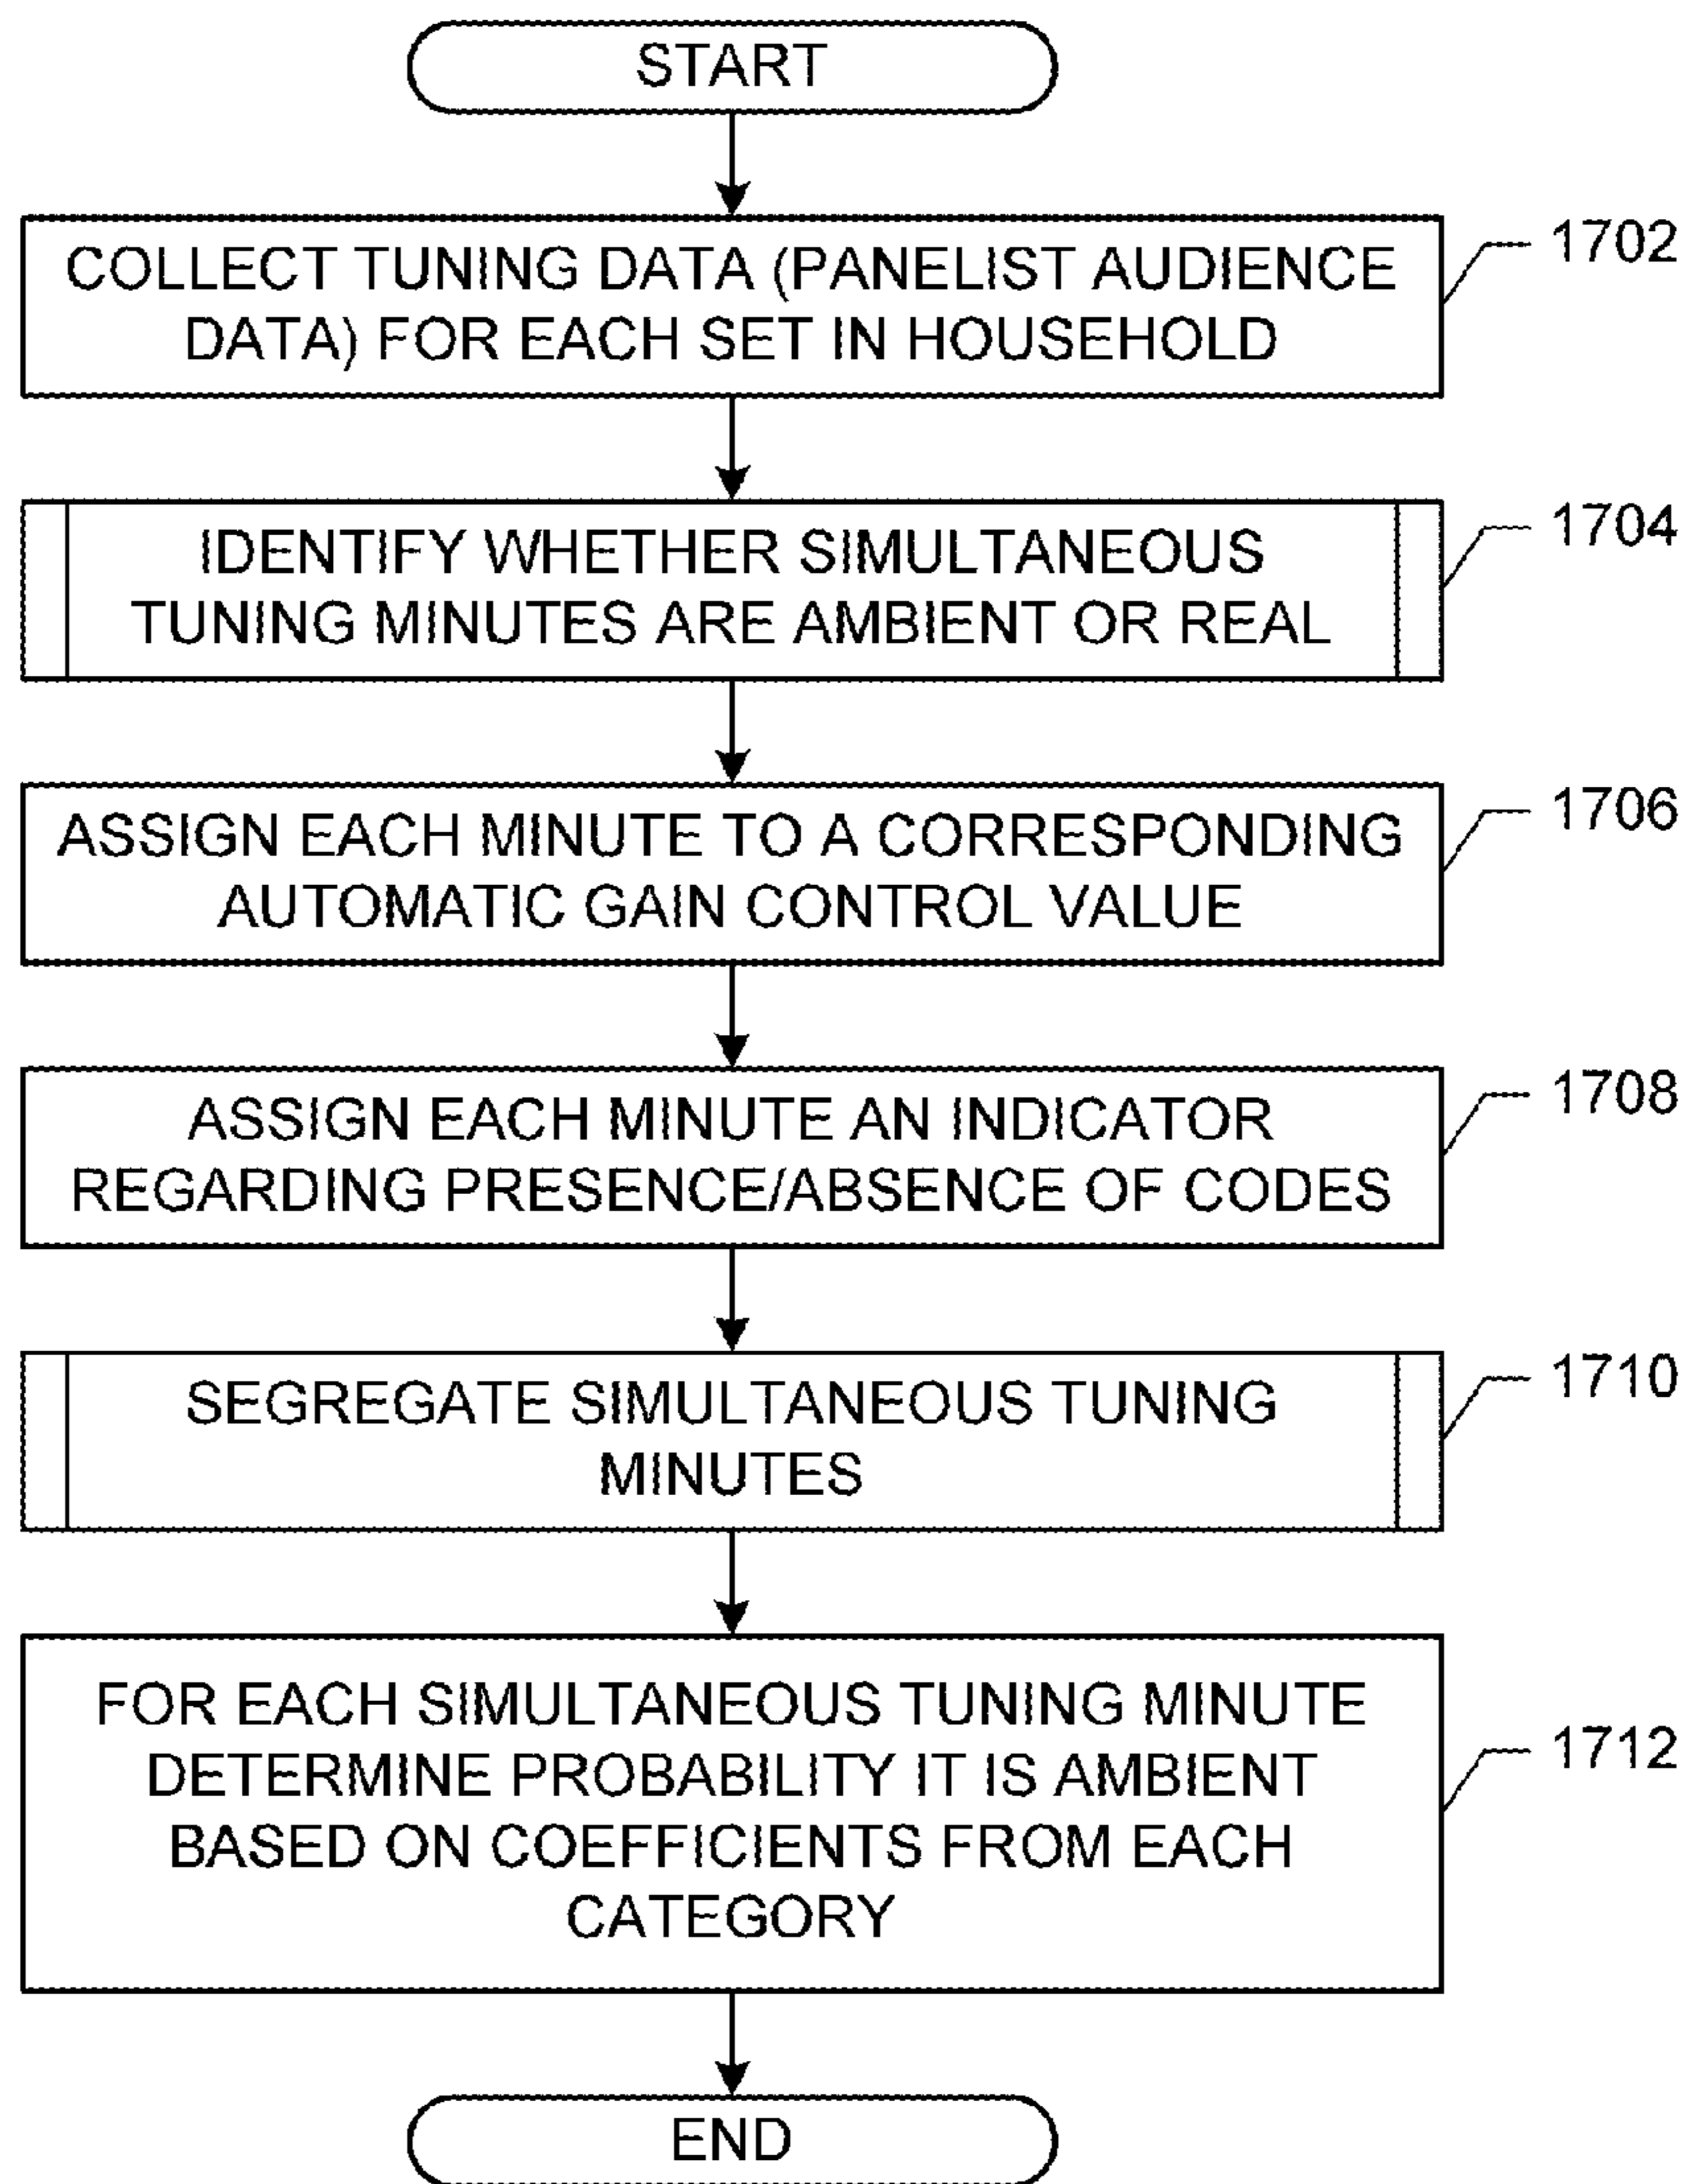 START
COLLECT TUNING DATA (PANELIST AUDIENCE
DATA) FOR EACH SET IN HOUSEHOLD
1702
IDENTIFY WHETHER SIMULTANEOUS
TUNING MINUTES ARE AMBIENT OR REAL
1704
ASSIGN EACH MINUTE TO A CORRESPONDING
AUTOMATIC GAIN CONTROL VALUE
1706
ASSIGN EACH MINUTE AN INDICATOR
REGARDING PRESENCE/ABSENCE OF CODES
1708
SEGREGATE SIMULTANEOUS TUNING
MINUTES
1710
FOR EACH SIMULTANEOUS TUNING MINUTE
DETERMINE PROBABILITY IT IS AMBIENT
BASED ON COEFFICIENTS FROM EACH
CATEGORY
1712
END